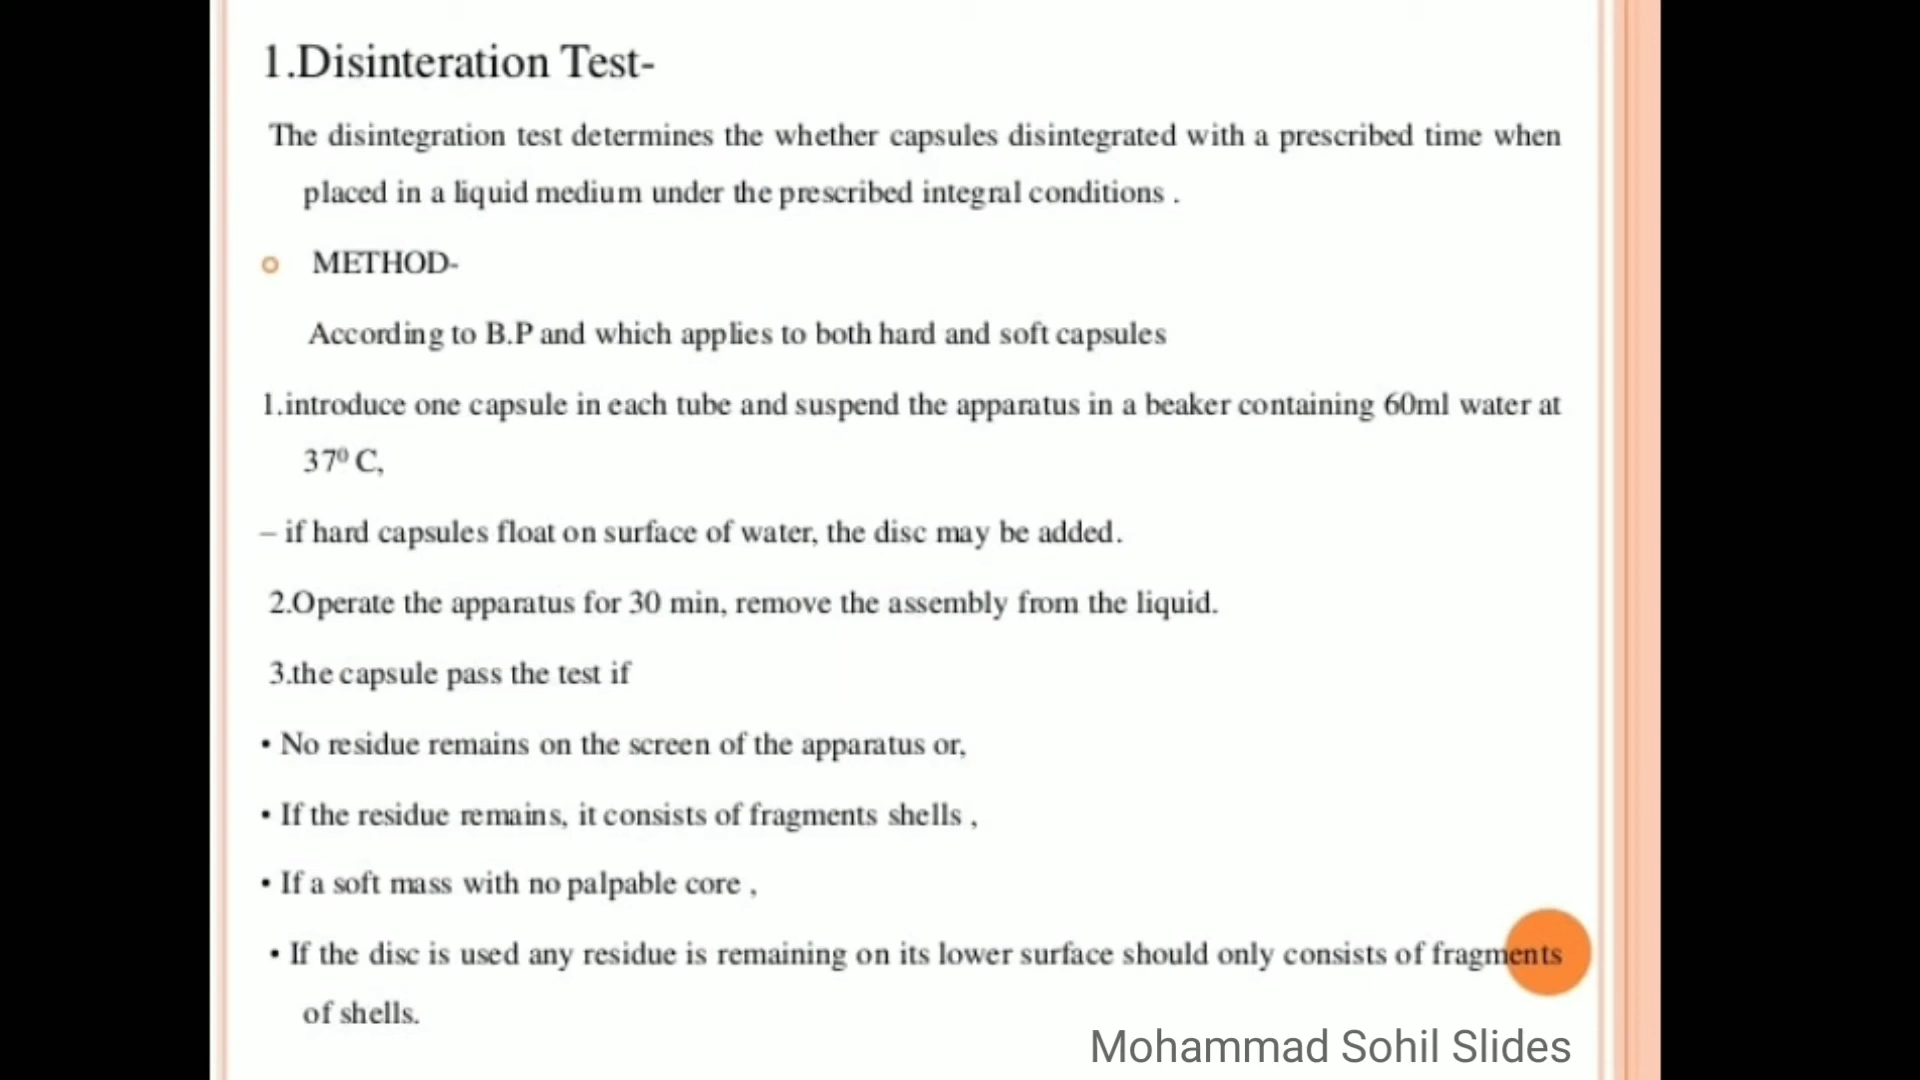 1.Disinteration Test-
The disintegration test determines the whether capsules disintegrated with a prescribed time when
placed in a liquid medium under the prescribed integral conditions .
METHOD-
According to B.P and which applies to both hard and soft capsules
1.introduce one capsule in each tube and suspend the apparatus in a beaker containing 60ml water at
37⁰ C,
– if hard capsules float on surface of water, the disc may be added.
2.Operate the apparatus for 30 min, remove the assembly from the liquid.
3.the capsule pass the test if
• No residue remains on the screen of the apparatus or,
• If the residue remains, it consists of fragments shells ,
• If a soft mass with no palpable core ,
• If the disc is used any residue is remaining on its lower surface should only consists of fragments
of shells.
Mohammad Sohil Slides